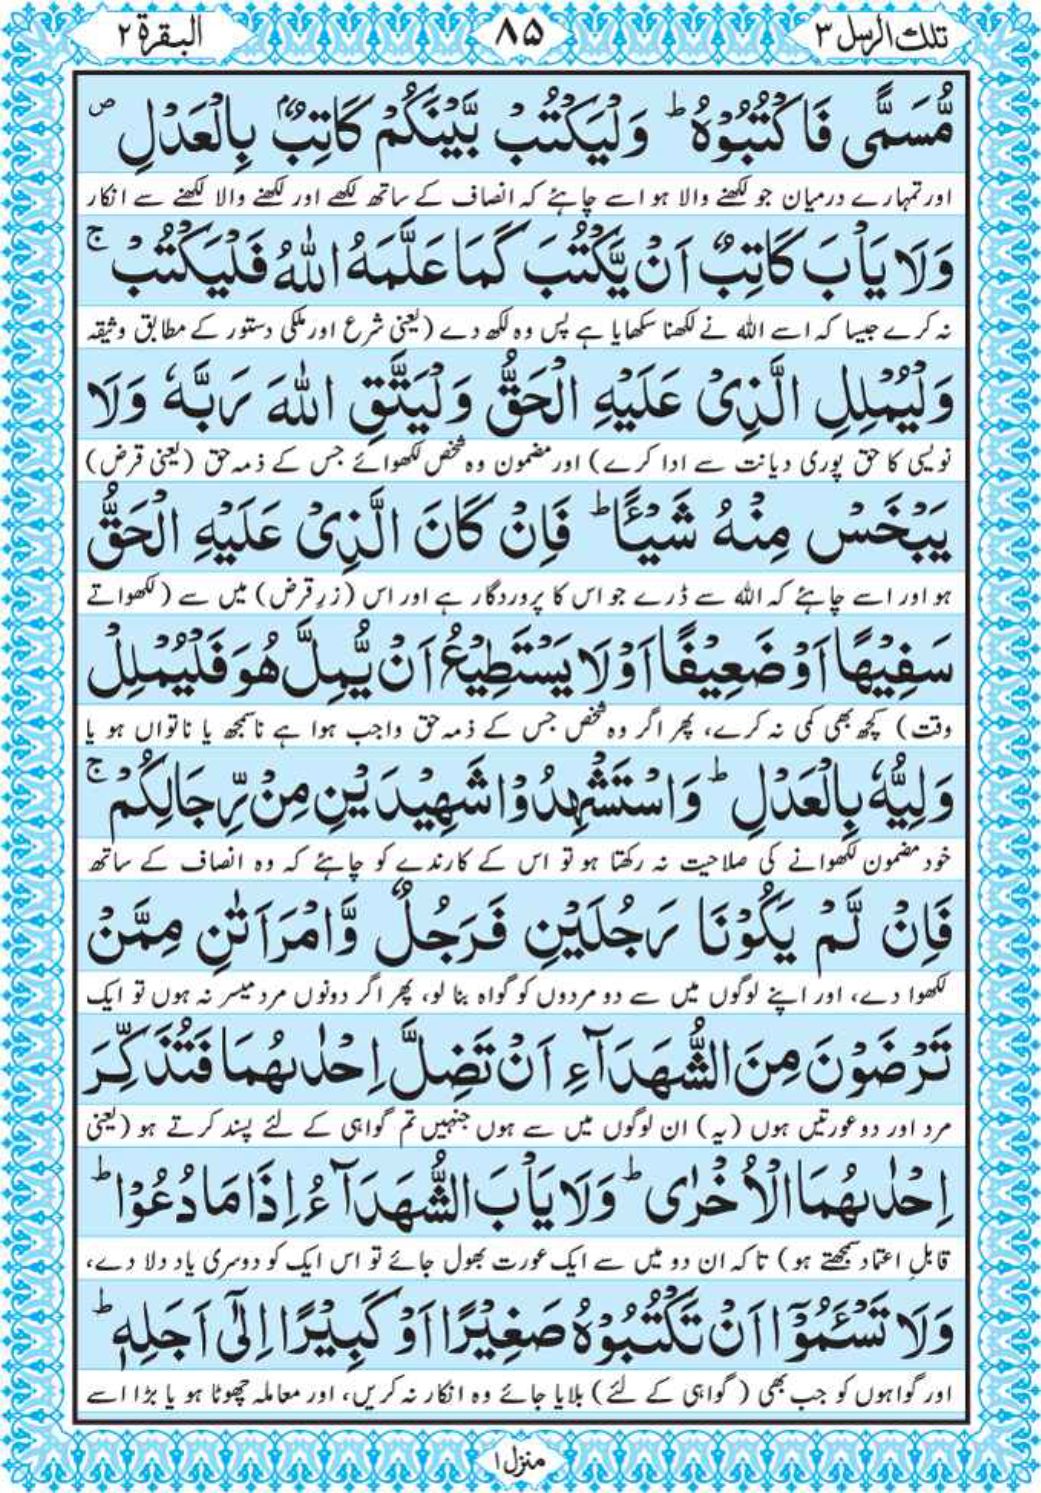 تلك الرسل ۳
۸۵
البقرة ۲
مُّسَمًّى فَاكْتُبُوْهُ ؕ وَلْيَكْتُبْ بَّيْنَكُمْ كَاتِبٌۢ بِالْعَدْلِ ۪
اور تمہارے درمیان جو لکھنے والا ہو اسے چاہئے کہ انصاف کے ساتھ لکھے اور لکھنے والا لکھنے سے انکار
وَلَا يَاْبَ كَاتِبٌ اَنْ يَّكْتُبَ كَمَا عَلَّمَهُ اللّٰهُ فَلْيَكْتُبْ ۚ
نہ کرے جیسا کہ اسے اللہ نے لکھنا سکھایا ہے پس وہ لکھ دے (یعنی شرع اور ملکی دستور کے مطابق وثیقہ
وَلْيُمْلِلِ الَّذِيْ عَلَيْهِ الْحَقُّ وَلْيَتَّقِ اللّٰهَ رَبَّهٗ وَلَا
نویسی کا حق پوری دیانت سے ادا کرے) اور مضمون وہ شخص لکھوائے جس کے ذمہ حق (یعنی قرض)
يَبْخَسْ مِنْهُ شَيْـًٔا ؕ فَاِنْ كَانَ الَّذِيْ عَلَيْهِ الْحَقُّ
ہو اور اسے چاہئے کہ اللہ سے ڈرے جو اس کا پروردگار ہے اور اس (زرِ قرض) میں سے (لکھواتے
سَفِيْهًا اَوْ ضَعِيْفًا اَوْ لَا يَسْتَطِيْعُ اَنْ يُّمِلَّ هُوَ فَلْيُمْلِلْ
وقت) کچھ بھی کمی نہ کرے، پھر اگر وہ شخص جس کے ذمہ حق واجب ہوا ہے ناسمجھ یا ناتواں ہو یا
وَلِيُّهٗ بِالْعَدْلِ ؕ وَاسْتَشْهِدُوْا شَهِيْدَيْنِ مِنْ رِّجَالِكُمْ ۚ
خود مضمون لکھوانے کی صلاحیت نہ رکھتا ہو تو اس کے کارندے کو چاہئے کہ وہ انصاف کے ساتھ
فَاِنْ لَّمْ يَكُوْنَا رَجُلَيْنِ فَرَجُلٌ وَّامْرَاَتٰنِ مِمَّنْ
لکھوا دے، اور اپنے لوگوں میں سے دو مردوں کو گواہ بنا لو، پھر اگر دونوں مرد میسر نہ ہوں تو ایک
تَرْضَوْنَ مِنَ الشُّهَدَآءِ اَنْ تَضِلَّ اِحْدٰىهُمَا فَتُذَكِّرَ
مرد اور دو عورتیں ہوں (یہ) ان لوگوں میں سے ہوں جنہیں تم گواہی کے لئے پسند کرتے ہو (یعنی
اِحْدٰىهُمَا الْاُخْرٰى ؕ وَلَا يَاْبَ الشُّهَدَآءُ اِذَا مَا دُعُوْا ؕ
قابلِ اعتماد سمجھتے ہو) تاکہ ان دو میں سے ایک عورت بھول جائے تو اس ایک کو دوسری یاد دلا دے،
وَلَا تَسْـَٔمُوْٓا اَنْ تَكْتُبُوْهُ صَغِيْرًا اَوْ كَبِيْرًا اِلٰٓى اَجَلِهٖ ؕ
اور گواہوں کو جب بھی (گواہی کے لئے) بلایا جائے وہ انکار نہ کریں، اور معاملہ چھوٹا ہو یا بڑا اسے
منزل ۱